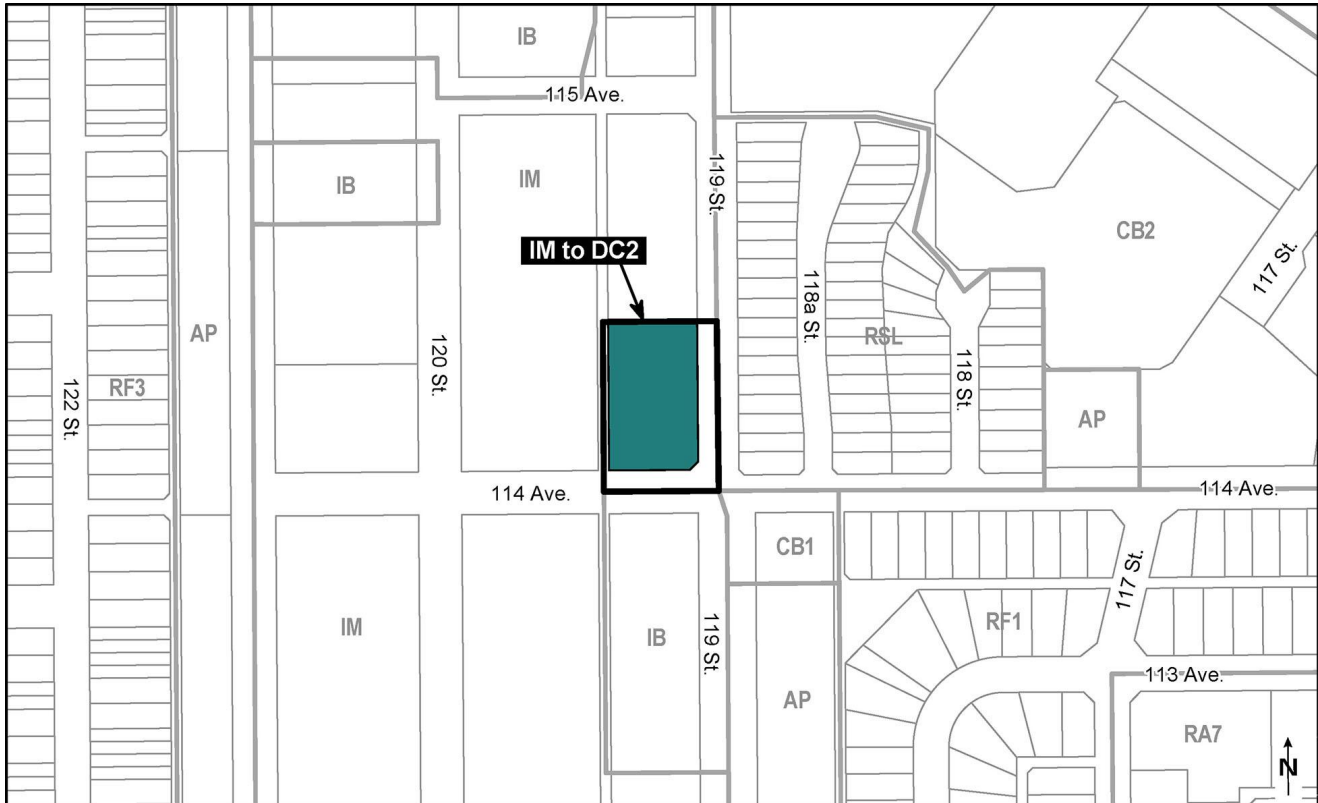 IB
115 Ave.
IB
IM
119 St.
IM to DC2
CB2
117 St.
118a St.
AP
120 St.
RSL
118 St.
RF3
122 St.
AP
114 Ave.
114 Ave.
CB1
117 St.
IM
IB
119 St.
RF1
113 Ave.
AP
RA7
N